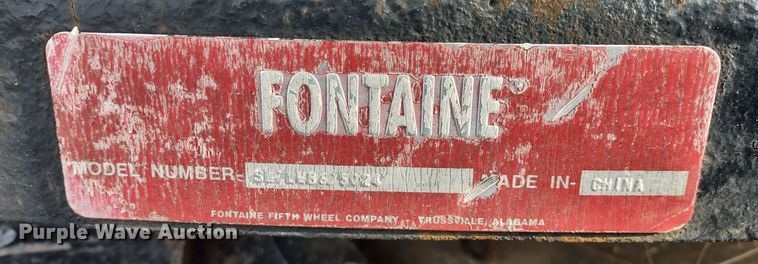 FONTAINE®
MODEL NUMBER- MADE IN- CHINA
FONTAINE FIFTH WHEEL COMPANY - TRUSSVILLE, ALABAMA
Purple Wave Auction